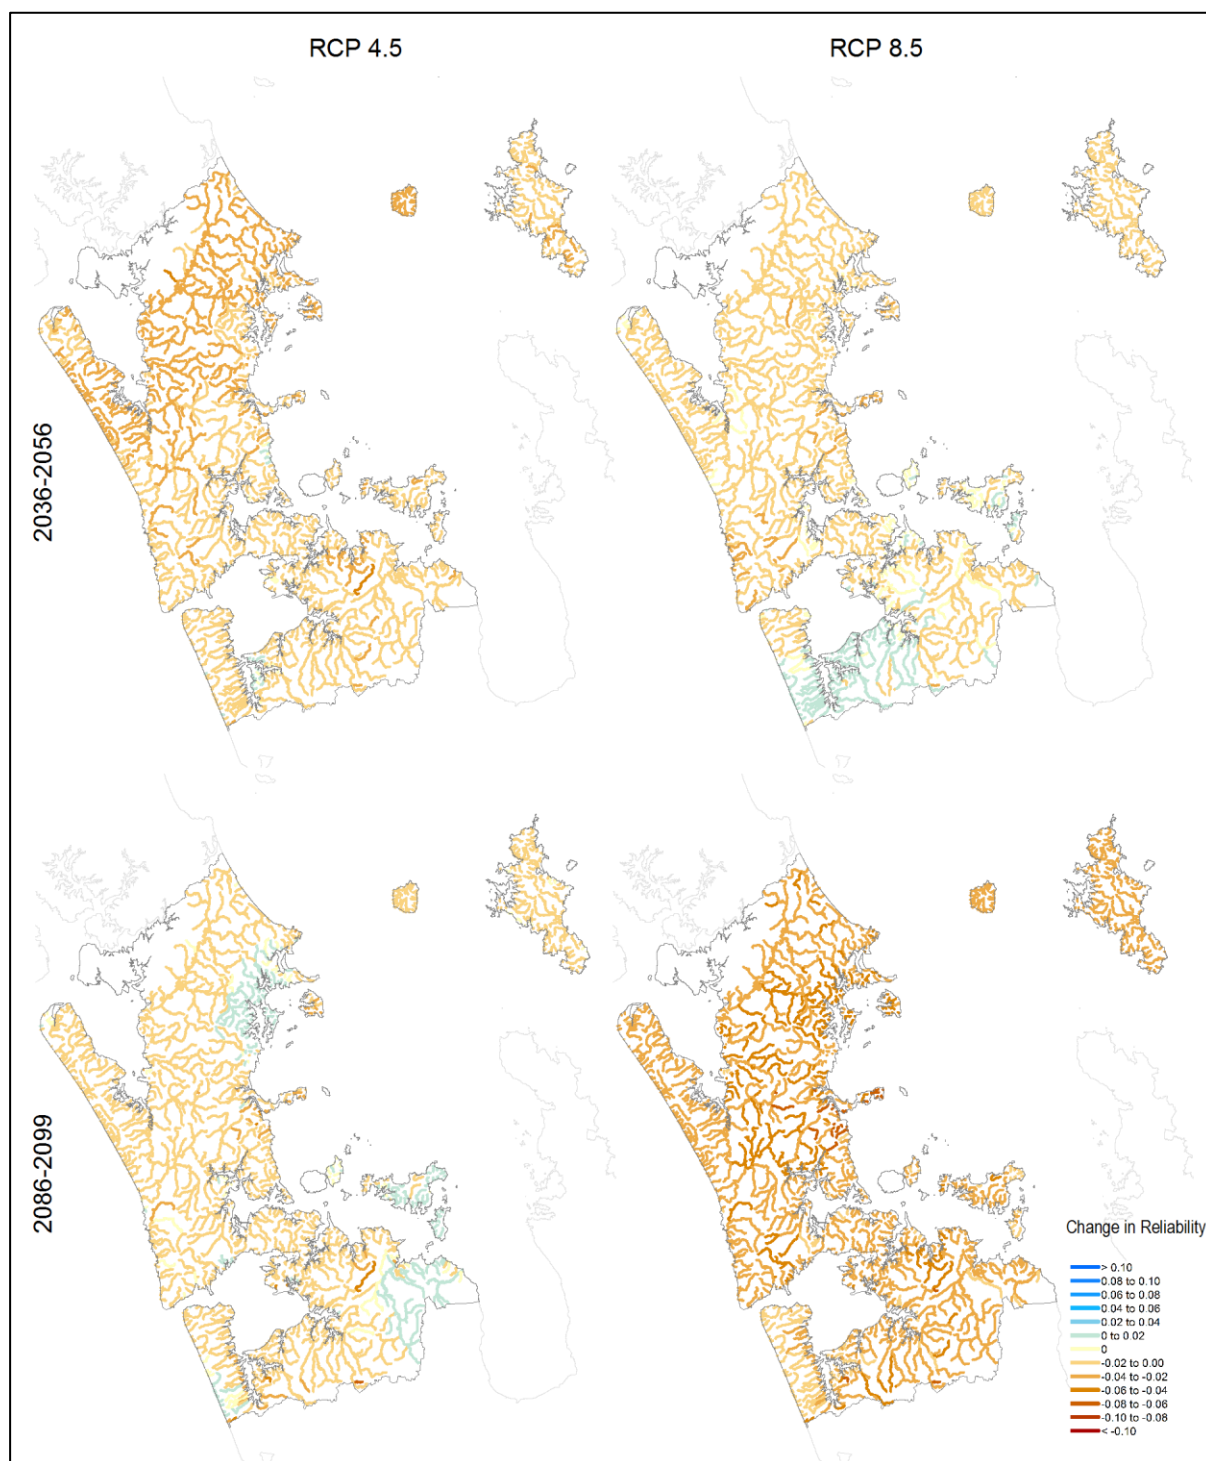 RCP 4.5
RCP 8.5
2036-2056
2086-2099
Change in Reliability
> 0.10
0.08 to 0.10
0.06 to 0.08
0.04 to 0.06
0.02 to 0.04
0 to 0.02
0
-0.02 to 0.00
-0.04 to -0.02
-0.06 to -0.04
-0.08 to -0.06
-0.10 to -0.08
< -0.10